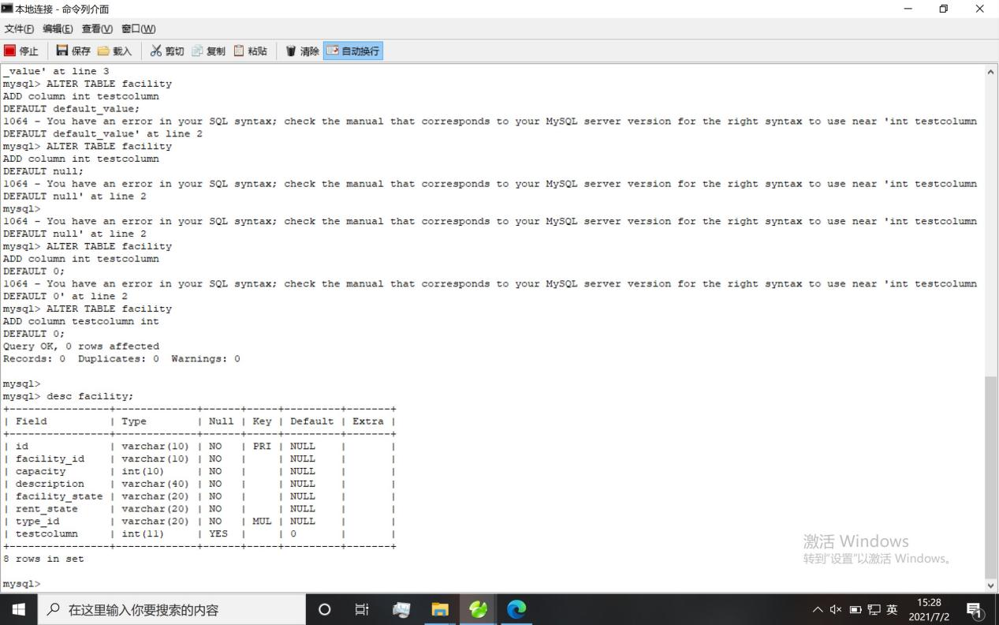 本地连接 - 命令列介面
文件(F) 编辑(E) 查看(V) 窗口(W)
停止 保存 载入 剪切 复制 粘贴 清除 自动换行
_value' at line 3
mysql> ALTER TABLE facility
ADD column int testcolumn
DEFAULT default_value;
1064 - You have an error in your SQL syntax; check the manual that corresponds to your MySQL server version for the right syntax to use near 'int testcolumn
DEFAULT default_value' at line 2
mysql> ALTER TABLE facility
ADD column int testcolumn
DEFAULT null;
1064 - You have an error in your SQL syntax; check the manual that corresponds to your MySQL server version for the right syntax to use near 'int testcolumn
DEFAULT null' at line 2
mysql>
1064 - You have an error in your SQL syntax; check the manual that corresponds to your MySQL server version for the right syntax to use near 'int testcolumn
DEFAULT null' at line 2
mysql> ALTER TABLE facility
ADD column int testcolumn
DEFAULT 0;
1064 - You have an error in your SQL syntax; check the manual that corresponds to your MySQL server version for the right syntax to use near 'int testcolumn
DEFAULT 0' at line 2
mysql> ALTER TABLE facility
ADD column testcolumn int
DEFAULT 0;
Query OK, 0 rows affected
Records: 0  Duplicates: 0  Warnings: 0
mysql>
mysql> desc facility;
+----------------+-------------+------+-----+---------+-------+
| Field          | Type        | Null | Key | Default | Extra |
+----------------+-------------+------+-----+---------+-------+
| id             | varchar(10) | NO   | PRI | NULL    |       |
| facility_id    | varchar(10) | NO   |     | NULL    |       |
| capacity       | int(10)     | NO   |     | NULL    |       |
| description    | varchar(40) | NO   |     | NULL    |       |
| facility_state | varchar(20) | NO   |     | NULL    |       |
| rent_state     | varchar(20) | NO   |     | NULL    |       |
| type_id        | varchar(20) | NO   | MUL | NULL    |       |
| testcolumn     | int(11)     | YES  |     | 0       |       |
+----------------+-------------+------+-----+---------+-------+
8 rows in set
mysql>
激活 Windows
转到"设置"以激活 Windows。
在这里输入你要搜索的内容
英
15:28
2021/7/2
1